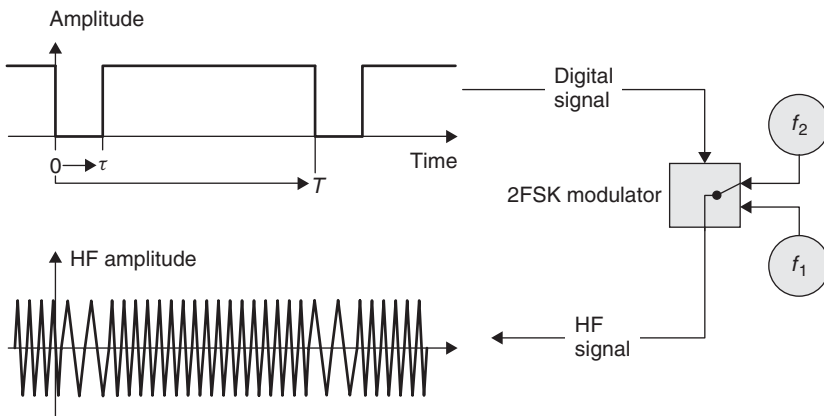 Amplitude
Digital
signal
f2
Time
0
τ
T
2FSK modulator
HF amplitude
f1
HF
signal